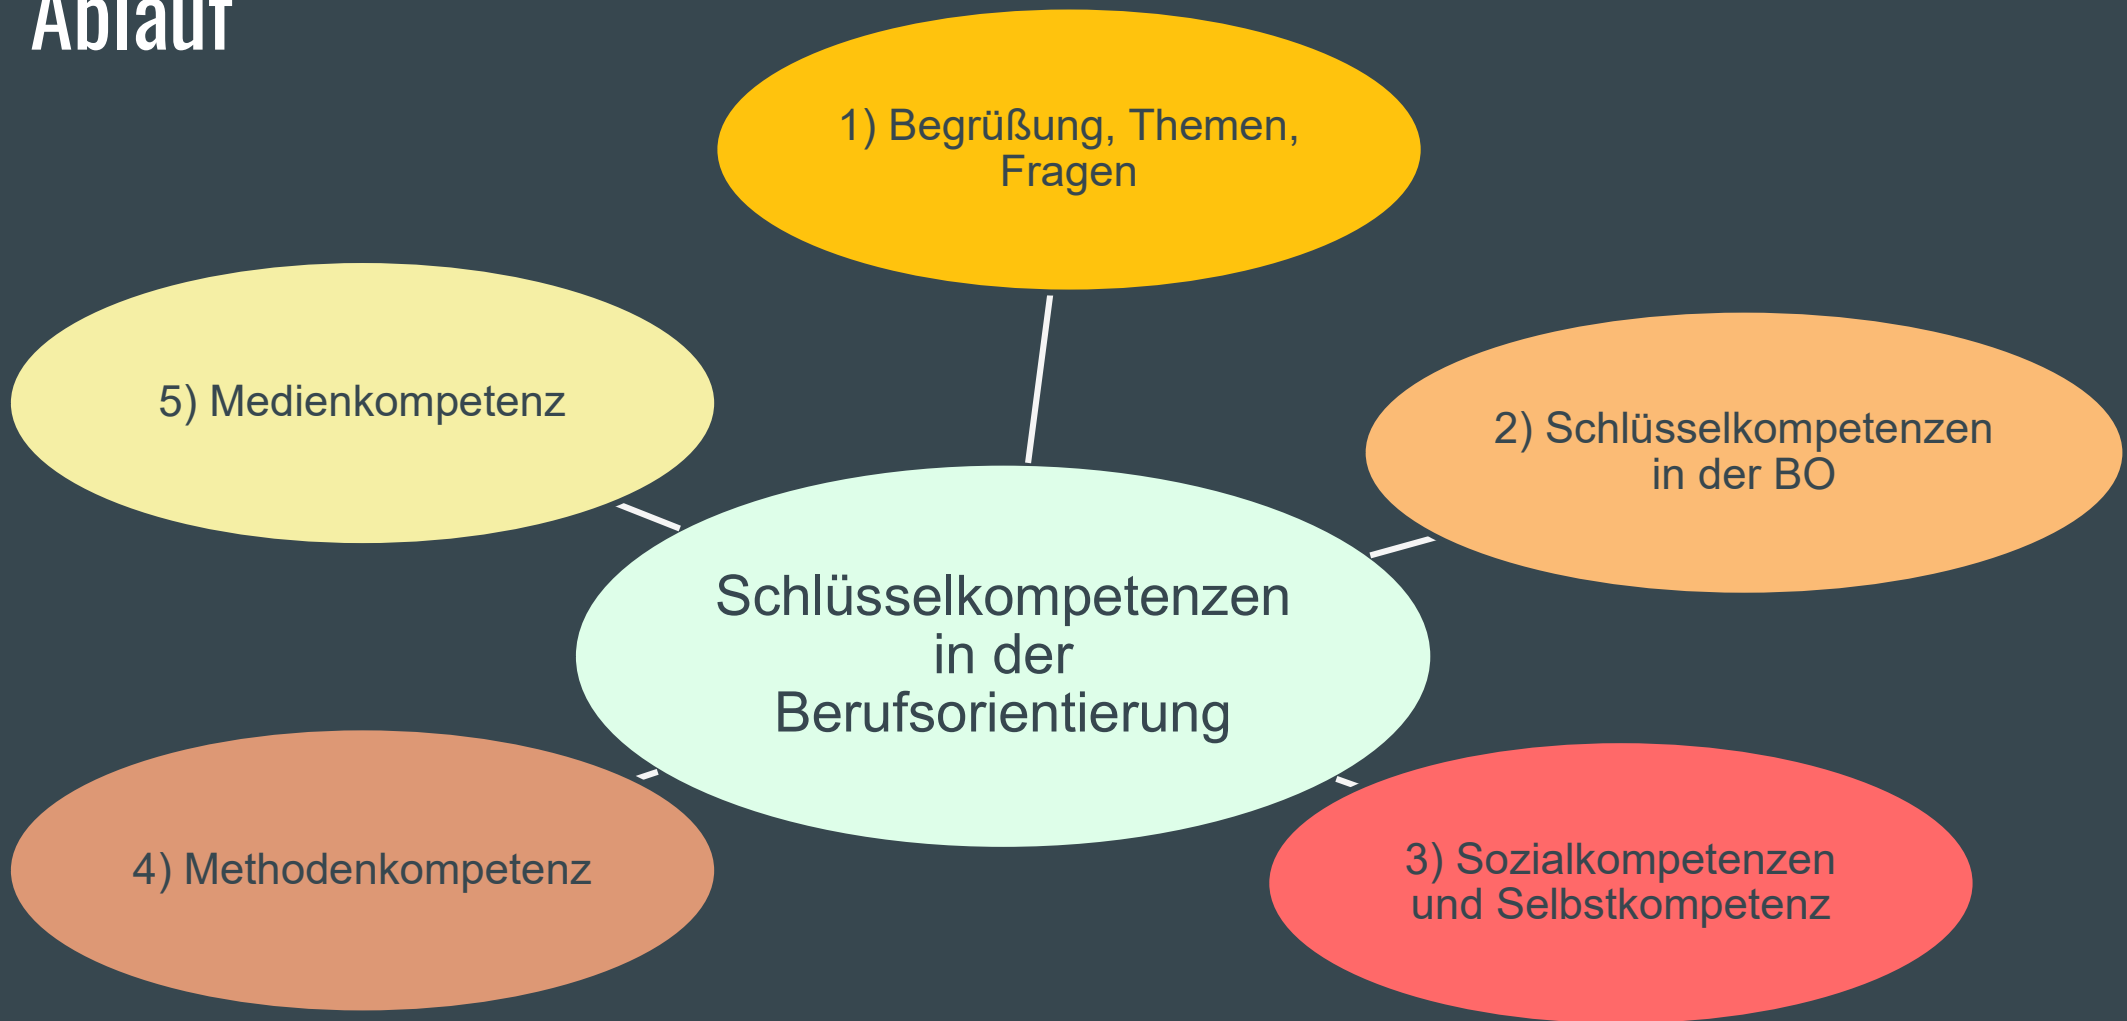 Ablauf
1) Begrüßung, Themen,
Fragen
2) Schlüsselkompetenzen
in der BO
3) Sozialkompetenzen
und Selbstkompetenz
4) Methodenkompetenz
5) Medienkompetenz
Schlüsselkompetenzen
in der
Berufsorientierung